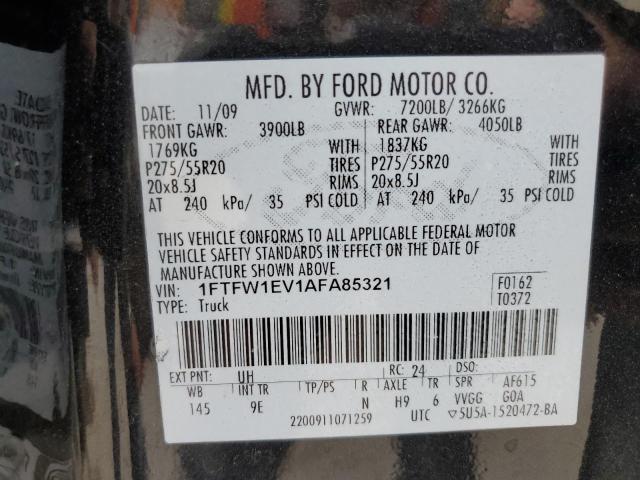 MFD. BY FORD MOTOR CO.
DATE: 11/09 GVWR: 7200LB/ 3266KG
FRONT GAWR: 3900LB REAR GAWR: 4050LB
1769KG WITH 1837KG WITH
P275/55R20 TIRES P275/55R20 TIRES
20x8.5J RIMS 20x8.5J RIMS
AT 240 kPa/ 35 PSI COLD AT 240 kPa/ 35 PSI COLD
THIS VEHICLE CONFORMS TO ALL APPLICABLE FEDERAL MOTOR
VEHICLE SAFETY STANDARDS IN EFFECT ON THE DATE OF
MANUFACTURE SHOWN ABOVE.
VIN: 1FTFW1EV1AFA85321 F0162
TYPE: Truck T0372
EXT PNT: UH RC: 24 DSO:
WB INT TR TP/PS R AXLE TR SPR AF615
145 9E N H9 6 VVGG GOA
2200911071259 UTC ▽5U5A-1520472-BA